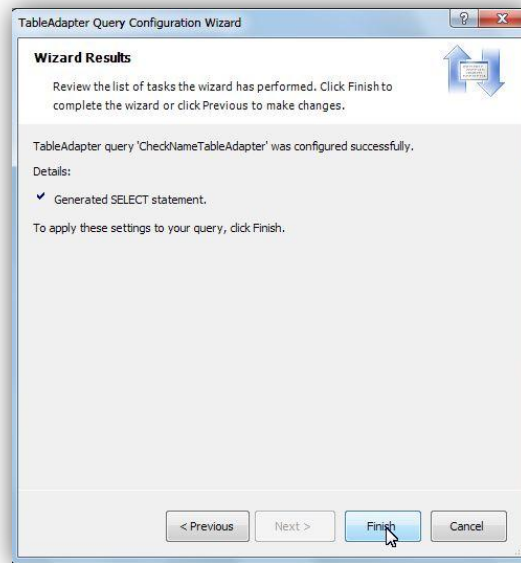 TableAdapter Query Configuration Wizard
?
Wizard Results
Review the list of tasks the wizard has performed. Click Finish to
complete the wizard or click Previous to make changes.
TableAdapter query 'CheckNameTableAdapter' was configured successfully.
Details:
Generated SELECT statement.
To apply these settings to your query, click Finish.
< Previous
Next >
Finish
Cancel